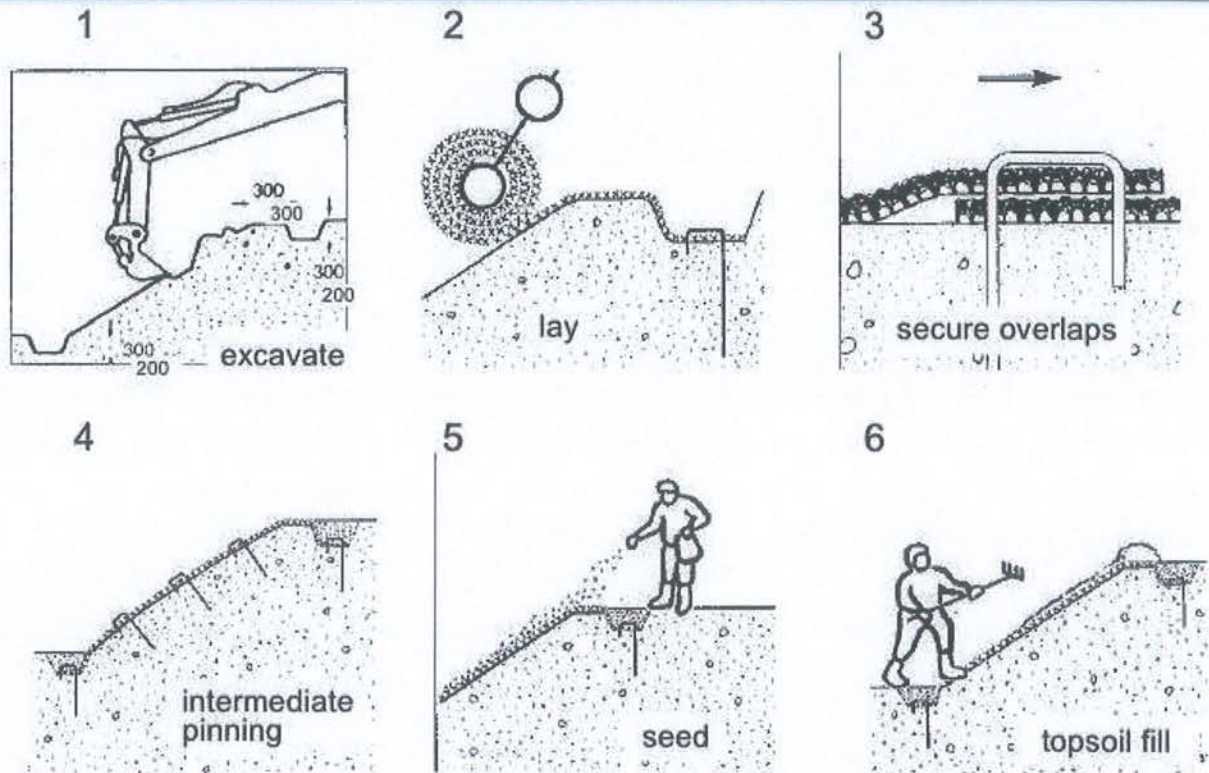 1
2
3
300
300
300
200
300
200
excavate
lay
secure overlaps
4
5
6
intermediate
pinning
seed
topsoil fill